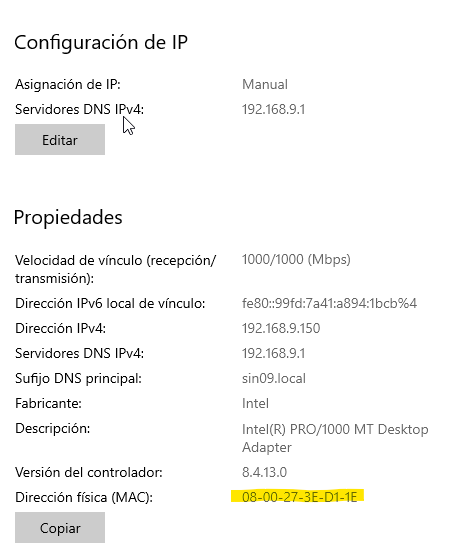 Configuración de IP
Asignación de IP: Manual
Servidores DNS IPv4: 192.168.9.1
Editar
Propiedades
Velocidad de vínculo (recepción/ 1000/1000 (Mbps)
transmisión):
Dirección IPv6 local de vínculo: fe80::99fd:7a41:a894:1bcb%4
Dirección IPv4: 192.168.9.150
Servidores DNS IPv4: 192.168.9.1
Sufijo DNS principal: sin09.local
Fabricante: Intel
Descripción: Intel(R) PRO/1000 MT Desktop
Adapter
Versión del controlador: 8.4.13.0
Dirección física (MAC): 08-00-27-3E-D1-1E
Copiar